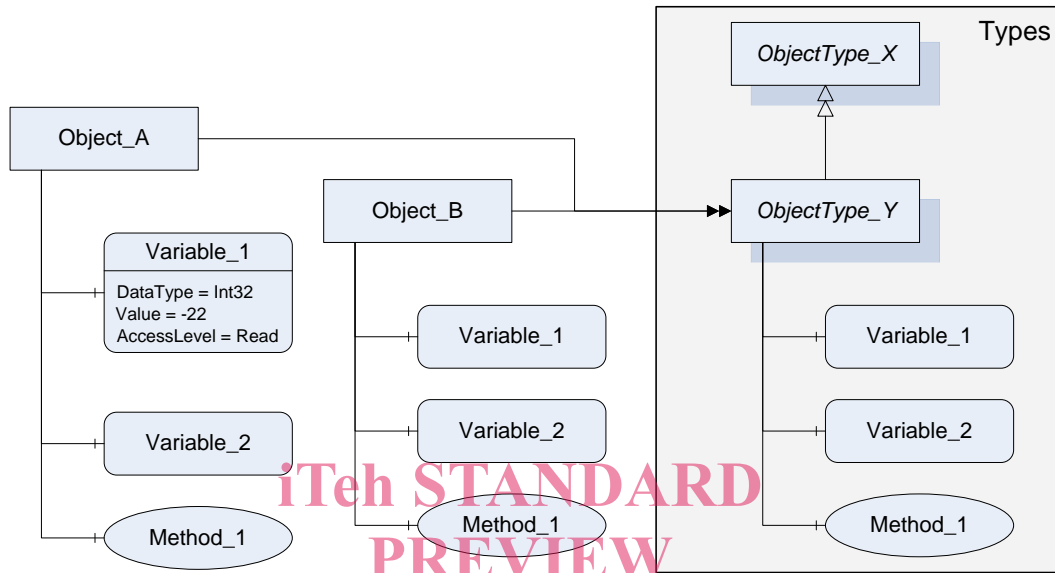 Types
ObjectType_X
Object_A
Object_B
ObjectType_Y
Variable_1
DataType = Int32
Value = -22
AccessLevel = Read
Variable_2
Method_1
Variable_1
Variable_2
Method_1
Variable_1
Variable_2
Method_1
iTeh STANDARD
PREVIEW